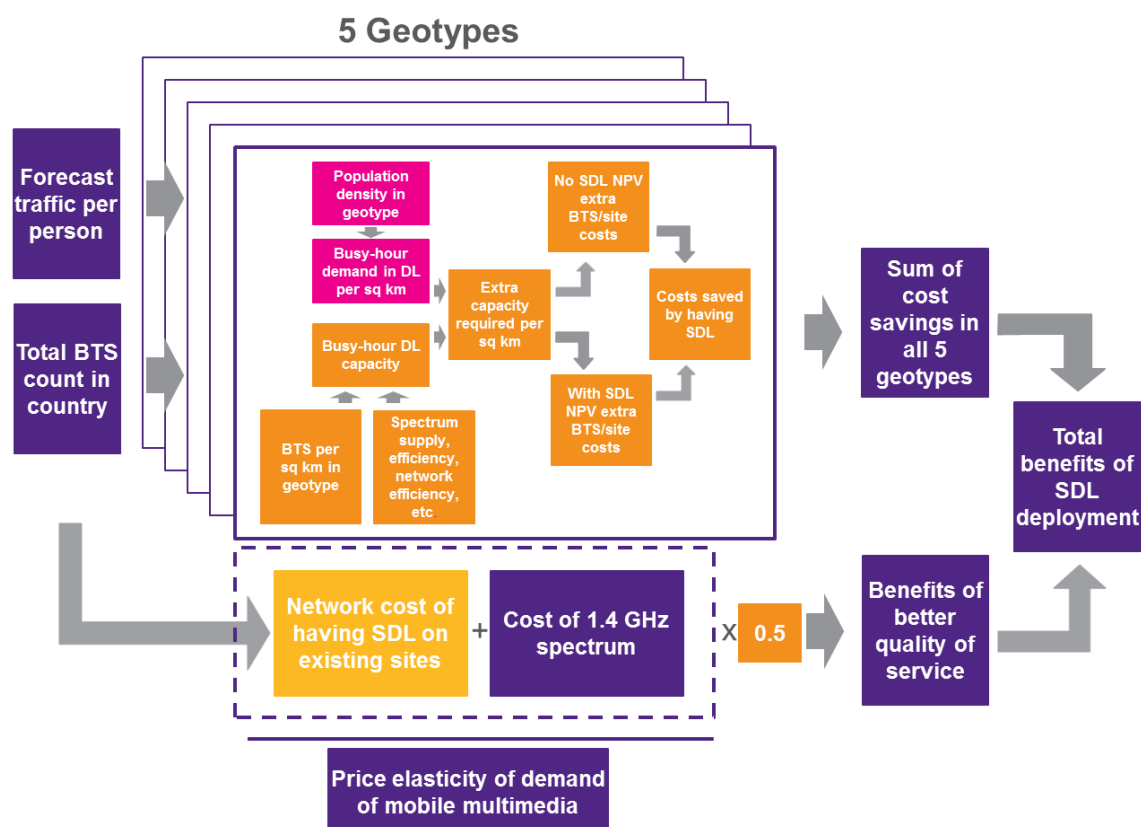 5 Geotypes
Forecast
traffic per
person
Total BTS
count in
country
Population
density in
geotype
Busy-hour
demand in DL
per sq km
Busy-hour DL
capacity
BTS per
sq km in
geotype
Spectrum
supply,
efficiency,
network
efficiency,
etc.
Extra
capacity
required per
sq km
No SDL NPV
extra
BTS/site
costs
With SDL
NPV extra
BTS/site
costs
Costs saved
by having
SDL
Sum of
cost
savings in
all 5
geotypes
Total
benefits of
SDL
deployment
Network cost of
having SDL on
existing sites
+
Cost of 1.4 GHz
spectrum
x
0.5
Benefits of
better
quality of
service
Price elasticity of demand
of mobile multimedia